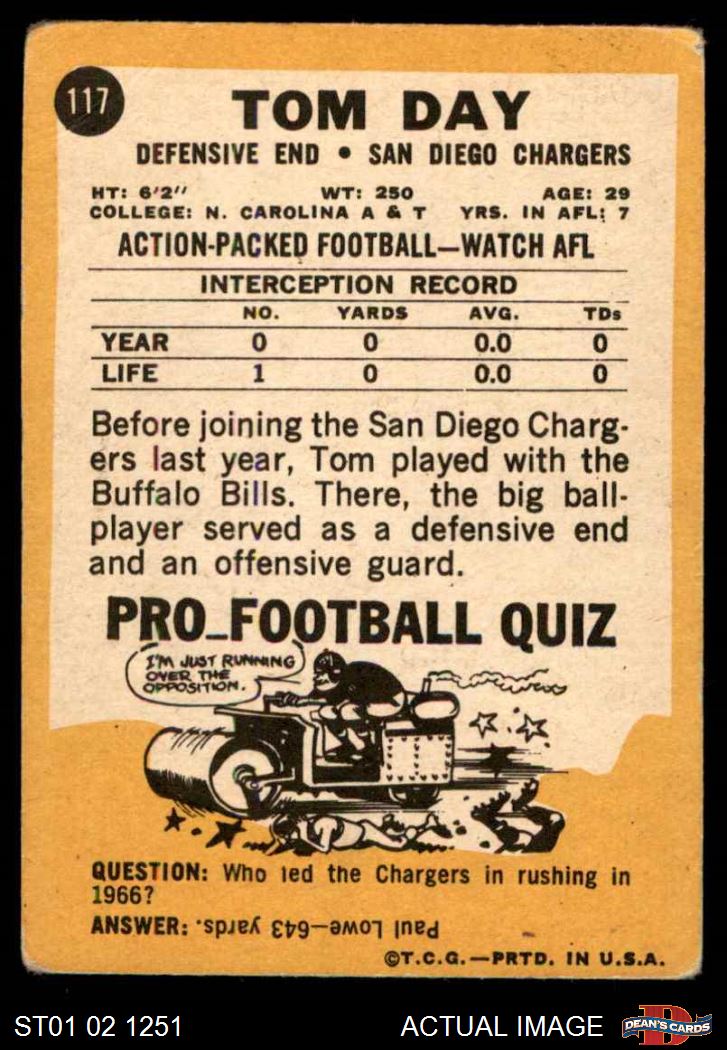 117
TOM DAY
DEFENSIVE END • SAN DIEGO CHARGERS
HT: 6'2" WT: 250 AGE: 29
COLLEGE: N. CAROLINA A & T YRS. IN AFL: 7
ACTION-PACKED FOOTBALL—WATCH AFL
INTERCEPTION RECORD
NO. YARDS AVG. TDs
YEAR 0 0 0.0 0
LIFE 1 0 0.0 0
Before joining the San Diego Charg-
ers last year, Tom played with the
Buffalo Bills. There, the big ball-
player served as a defensive end
and an offensive guard.
PRO-FOOTBALL QUIZ
I'M JUST RUNNING
OVER THE
OPPOSITION.
QUESTION: Who led the Chargers in rushing in
1966?
ANSWER: Paul Lowe—643 yards.
©T.C.G.—PRTD. IN U.S.A.
ST01 02 1251 ACTUAL IMAGE
D
DEAN'S CARDS